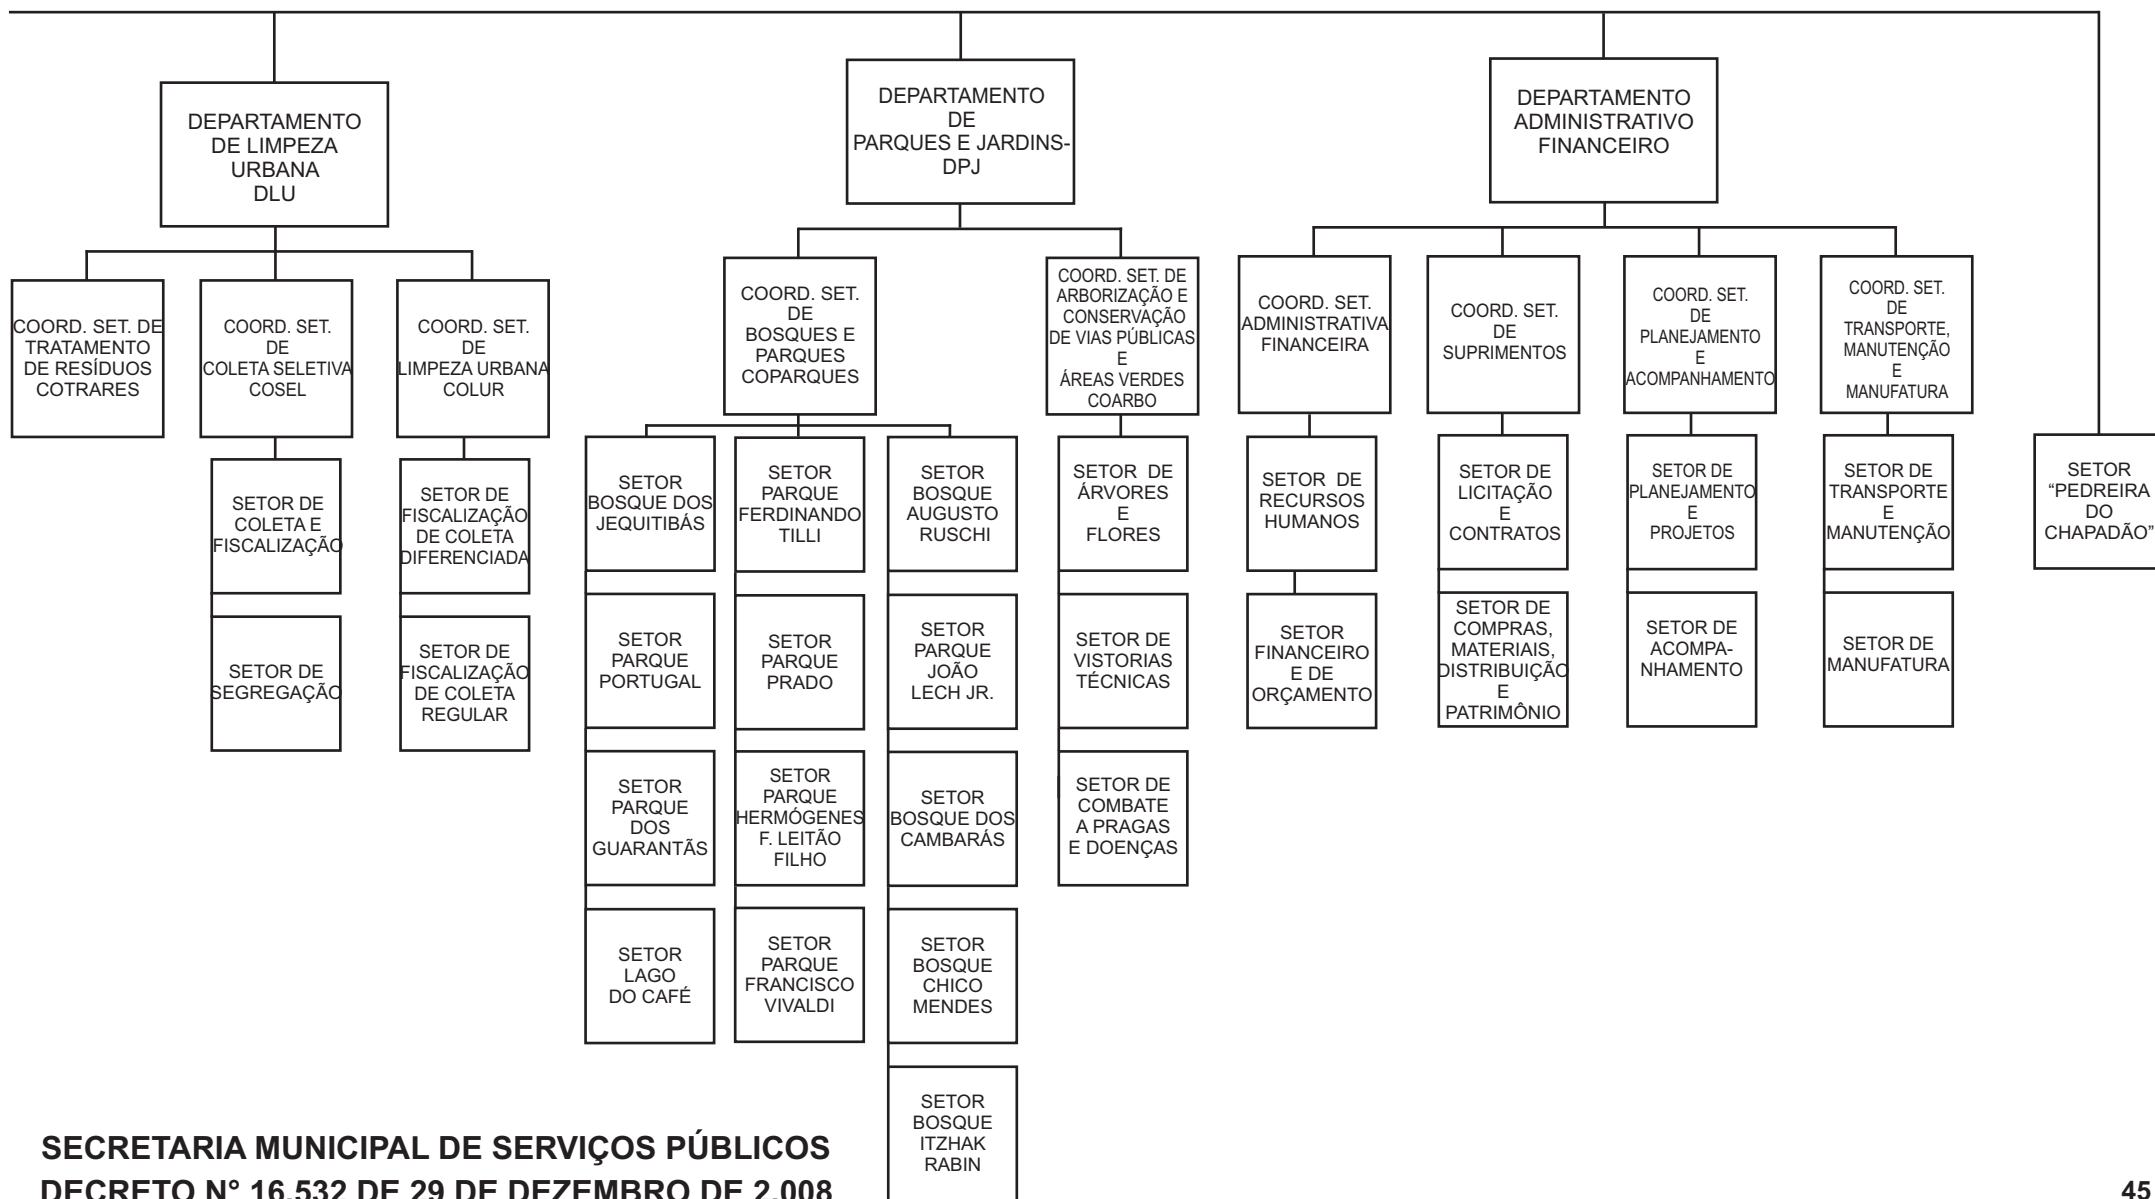 DEPARTAMENTO
DE LIMPEZA
URBANA
DLU
DEPARTAMENTO
DE
PARQUES E JARDINS-
DPJ
DEPARTAMENTO
ADMINISTRATIVO
FINANCEIRO
COORD. SET. DE
TRATAMENTO
DE RESÍDUOS
COTRARES
COORD. SET.
DE
COLETA SELETIVA
COSEL
COORD. SET.
DE
LIMPEZA URBANA
COLUR
COORD. SET.
DE
BOSQUES E
PARQUES
COPARQUES
COORD. SET. DE
ARBORIZAÇÃO E
CONSERVAÇÃO
DE VIAS PÚBLICAS
E
ÁREAS VERDES
COARBO
COORD. SET.
ADMINISTRATIVA
FINANCEIRA
COORD. SET.
DE
SUPRIMENTOS
COORD. SET.
DE
PLANEJAMENTO
E
ACOMPANHAMENTO
COORD. SET.
DE
TRANSPORTE,
MANUTENÇÃO
E
MANUFATURA
SETOR DE
COLETA E
FISCALIZAÇÃO
SETOR DE
SEGREGAÇÃO
SETOR DE
FISCALIZAÇÃO
DE COLETA
DIFERENCIADA
SETOR DE
FISCALIZAÇÃO
DE COLETA
REGULAR
SETOR
BOSQUE DOS
JEQUITIBÁS
SETOR
PARQUE
PORTUGAL
SETOR
PARQUE
DOS
GUARANTÃS
SETOR
LAGO
DO CAFÉ
SETOR
PARQUE
FERDINANDO
TILLI
SETOR
PARQUE
PRADO
SETOR
PARQUE
HERMÓGENES
F. LEITÃO
FILHO
SETOR
PARQUE
FRANCISCO
VIVALDI
SETOR
BOSQUE
AUGUSTO
RUSCHI
SETOR
PARQUE
JOÃO
LECH JR.
SETOR
BOSQUE DOS
CAMBARÁS
SETOR
BOSQUE
CHICO
MENDES
SETOR
BOSQUE
ITZHAK
RABIN
SETOR DE
ÁRVORES
E
FLORES
SETOR DE
VISTORIAS
TÉCNICAS
SETOR DE
COMBATE
A PRAGAS
E DOENÇAS
SETOR DE
RECURSOS
HUMANOS
SETOR
FINANCEIRO
E DE
ORÇAMENTO
SETOR DE
LICITAÇÃO
E
CONTRATOS
SETOR DE
COMPRAS,
MATERIAIS,
DISTRIBUIÇÃO
E
PATRIMÔNIO
SETOR DE
PLANEJAMENTO
E
PROJETOS
SETOR DE
ACOMPA-
NHAMENTO
SETOR DE
TRANSPORTE
E
MANUTENÇÃO
SETOR DE
MANUFATURA
SETOR
“PEDREIRA
DO
CHAPADÃO”
SECRETARIA MUNICIPAL DE SERVIÇOS PÚBLICOS
DECRETO N° 16.532 DE 29 DE DEZEMBRO DE 2.008
45